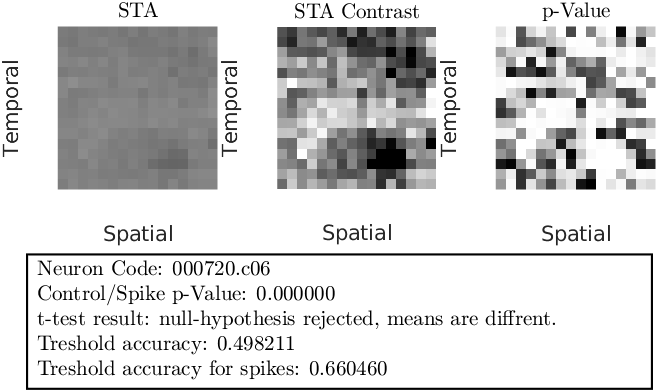 STA
STA Contrast
p-Value
Temporal
Temporal
Temporal
Spatial
Spatial
Spatial
Neuron Code: 000720.c06
Control/Spike p-Value: 0.000000
t-test result: null-hypothesis rejected, means are diffrent.
Treshold accuracy: 0.498211
Treshold accuracy for spikes: 0.660460